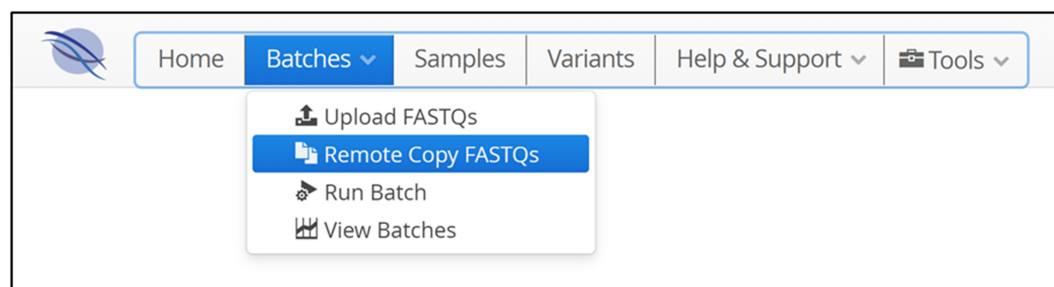 Home Batches Samples Variants Help & Support Tools
Upload FASTQs
Remote Copy FASTQs
Run Batch
View Batches